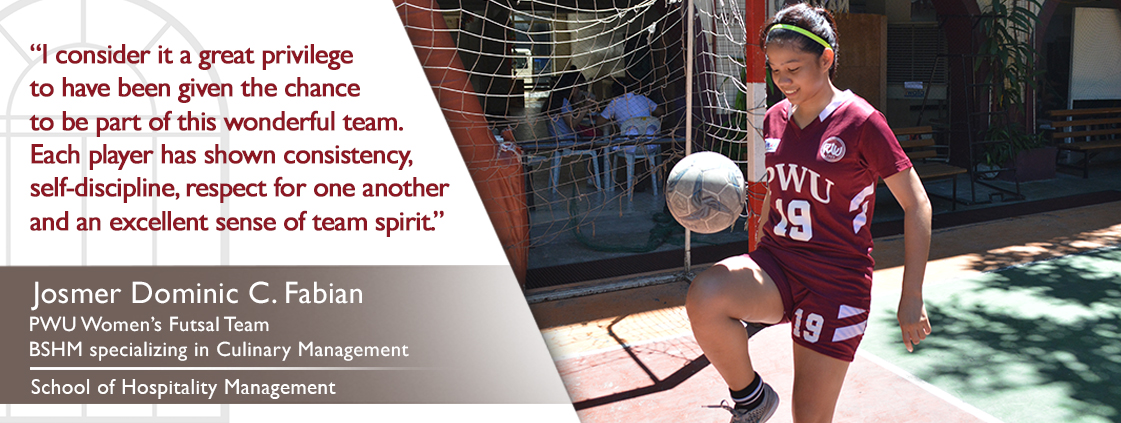 “I consider it a great privilege
to have been given the chance
to be part of this wonderful team.
Each player has shown consistency,
self-discipline, respect for one another
and an excellent sense of team spirit.”
Josmer Dominic C. Fabian
PWU Women’s Futsal Team
BSHM specializing in Culinary Management
School of Hospitality Management
PWU
PWU
19
19